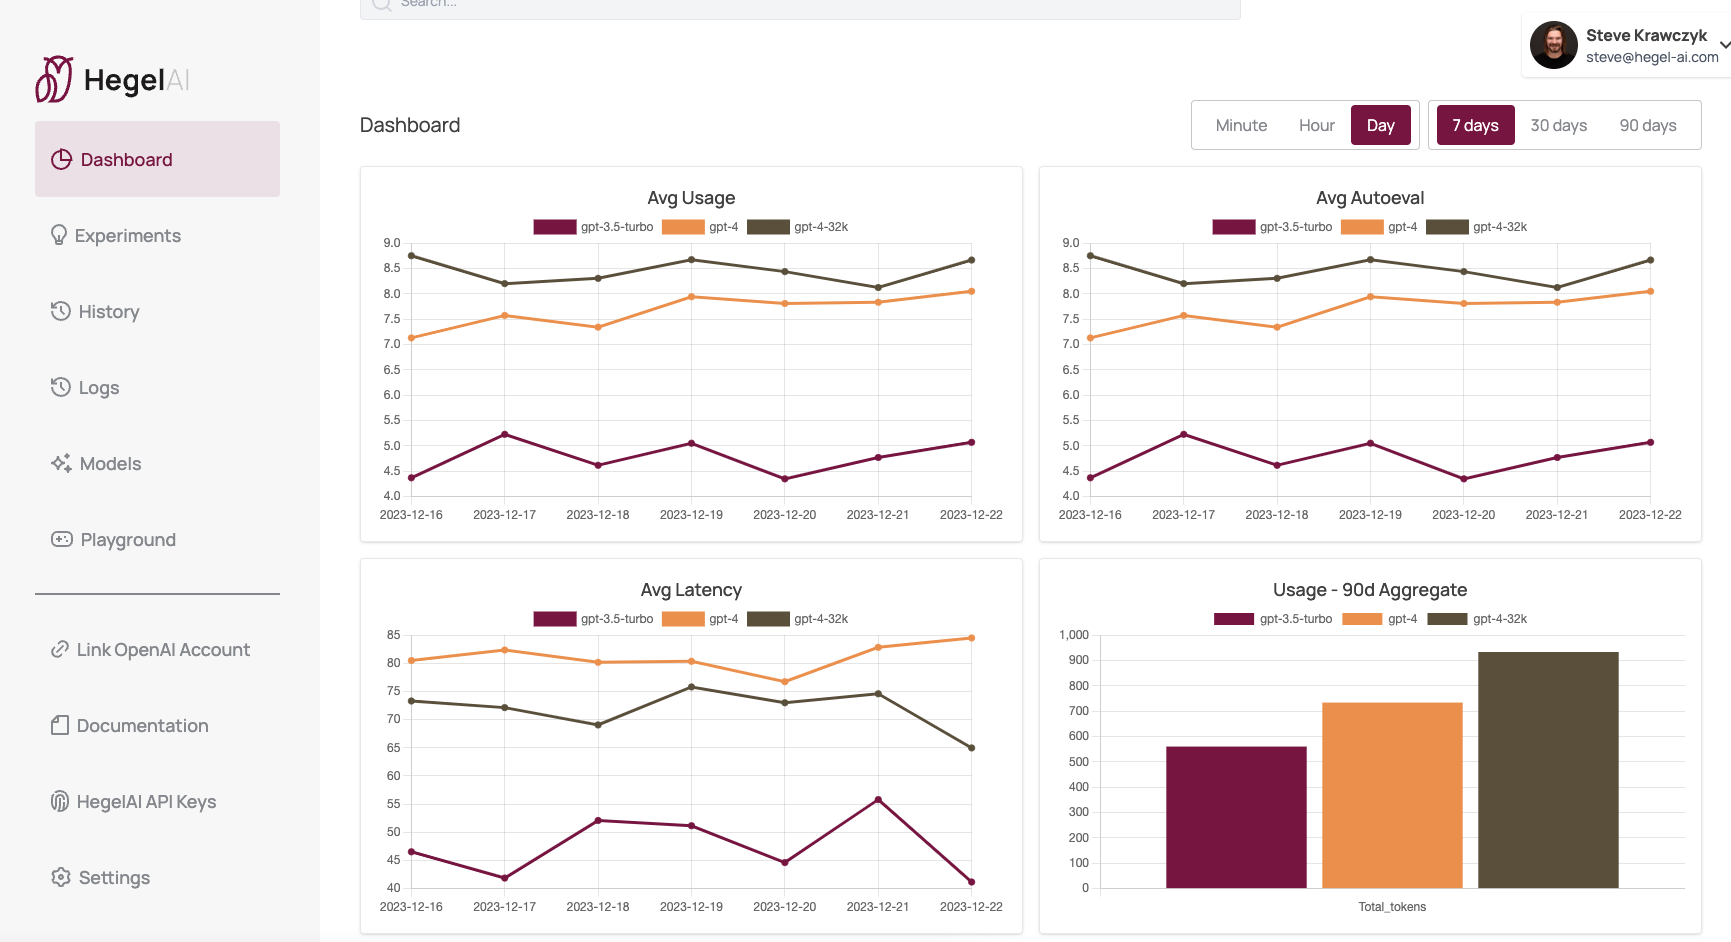 Search...
Steve Krawczyk
steve@hegel-ai.com
HegelAI
Dashboard
Experiments
History
Logs
Models
Playground
Link OpenAI Account
Documentation
HegelAI API Keys
Settings
Dashboard
Minute Hour Day 7 days 30 days 90 days
Avg Usage
gpt-3.5-turbo gpt-4 gpt-4-32k
9.0
8.5
8.0
7.5
7.0
6.5
6.0
5.5
5.0
4.5
4.0
2023-12-16 2023-12-17 2023-12-18 2023-12-19 2023-12-20 2023-12-21 2023-12-22
Avg Autoeval
gpt-3.5-turbo gpt-4 gpt-4-32k
9.0
8.5
8.0
7.5
7.0
6.5
6.0
5.5
5.0
4.5
4.0
2023-12-16 2023-12-17 2023-12-18 2023-12-19 2023-12-20 2023-12-21 2023-12-22
Avg Latency
gpt-3.5-turbo gpt-4 gpt-4-32k
85
80
75
70
65
60
55
50
45
40
2023-12-16 2023-12-17 2023-12-18 2023-12-19 2023-12-20 2023-12-21 2023-12-22
Usage - 90d Aggregate
gpt-3.5-turbo gpt-4 gpt-4-32k
1,000
900
800
700
600
500
400
300
200
100
0
Total_tokens